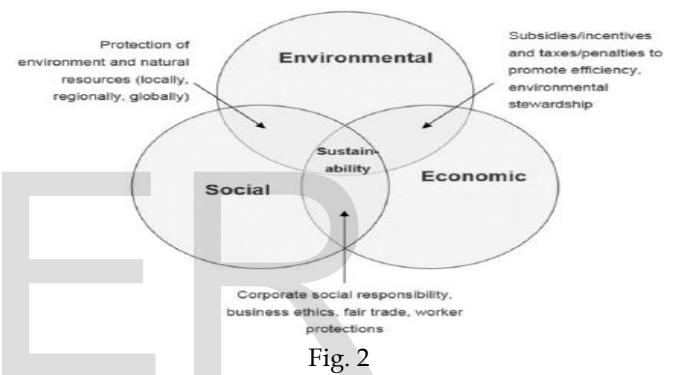 Environmental
Protection of
environment and natural
resources (locally,
regionally, globally)
Subsidies/incentives
and taxes/penalties to
promote efficiency,
environmental
stewardship
Sustain-
ability
Social
Economic
Corporate social responsibility,
business ethics, fair trade, worker
protections
Fig. 2
ER